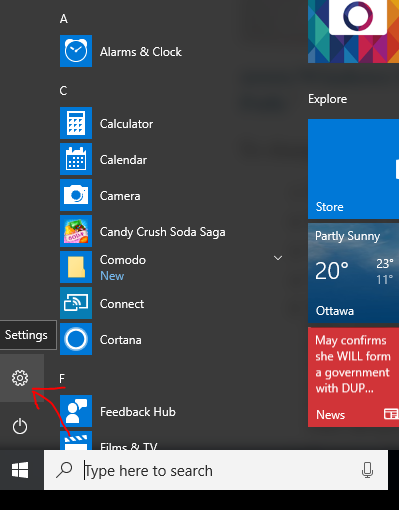 A
Alarms & Clock
C
Calculator
Calendar
Camera
Candy Crush Soda Saga
Comodo
New
Connect
Cortana
Settings
F
Feedback Hub
Films & TV
Type here to search
Explore
Store
Partly Sunny
20° 23°
11°
Ottawa
May confirms
she WILL form
a government
with DUP...
News